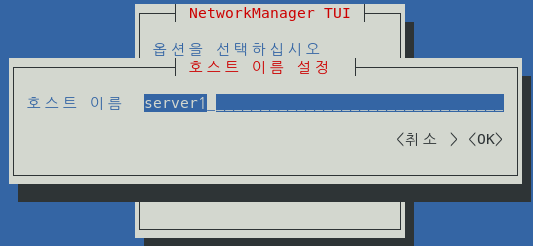 NetworkManager TUI
옵션을 선택하십시오
호스트 이름 설정
호스트 이름 server1
<취소 > <OK>